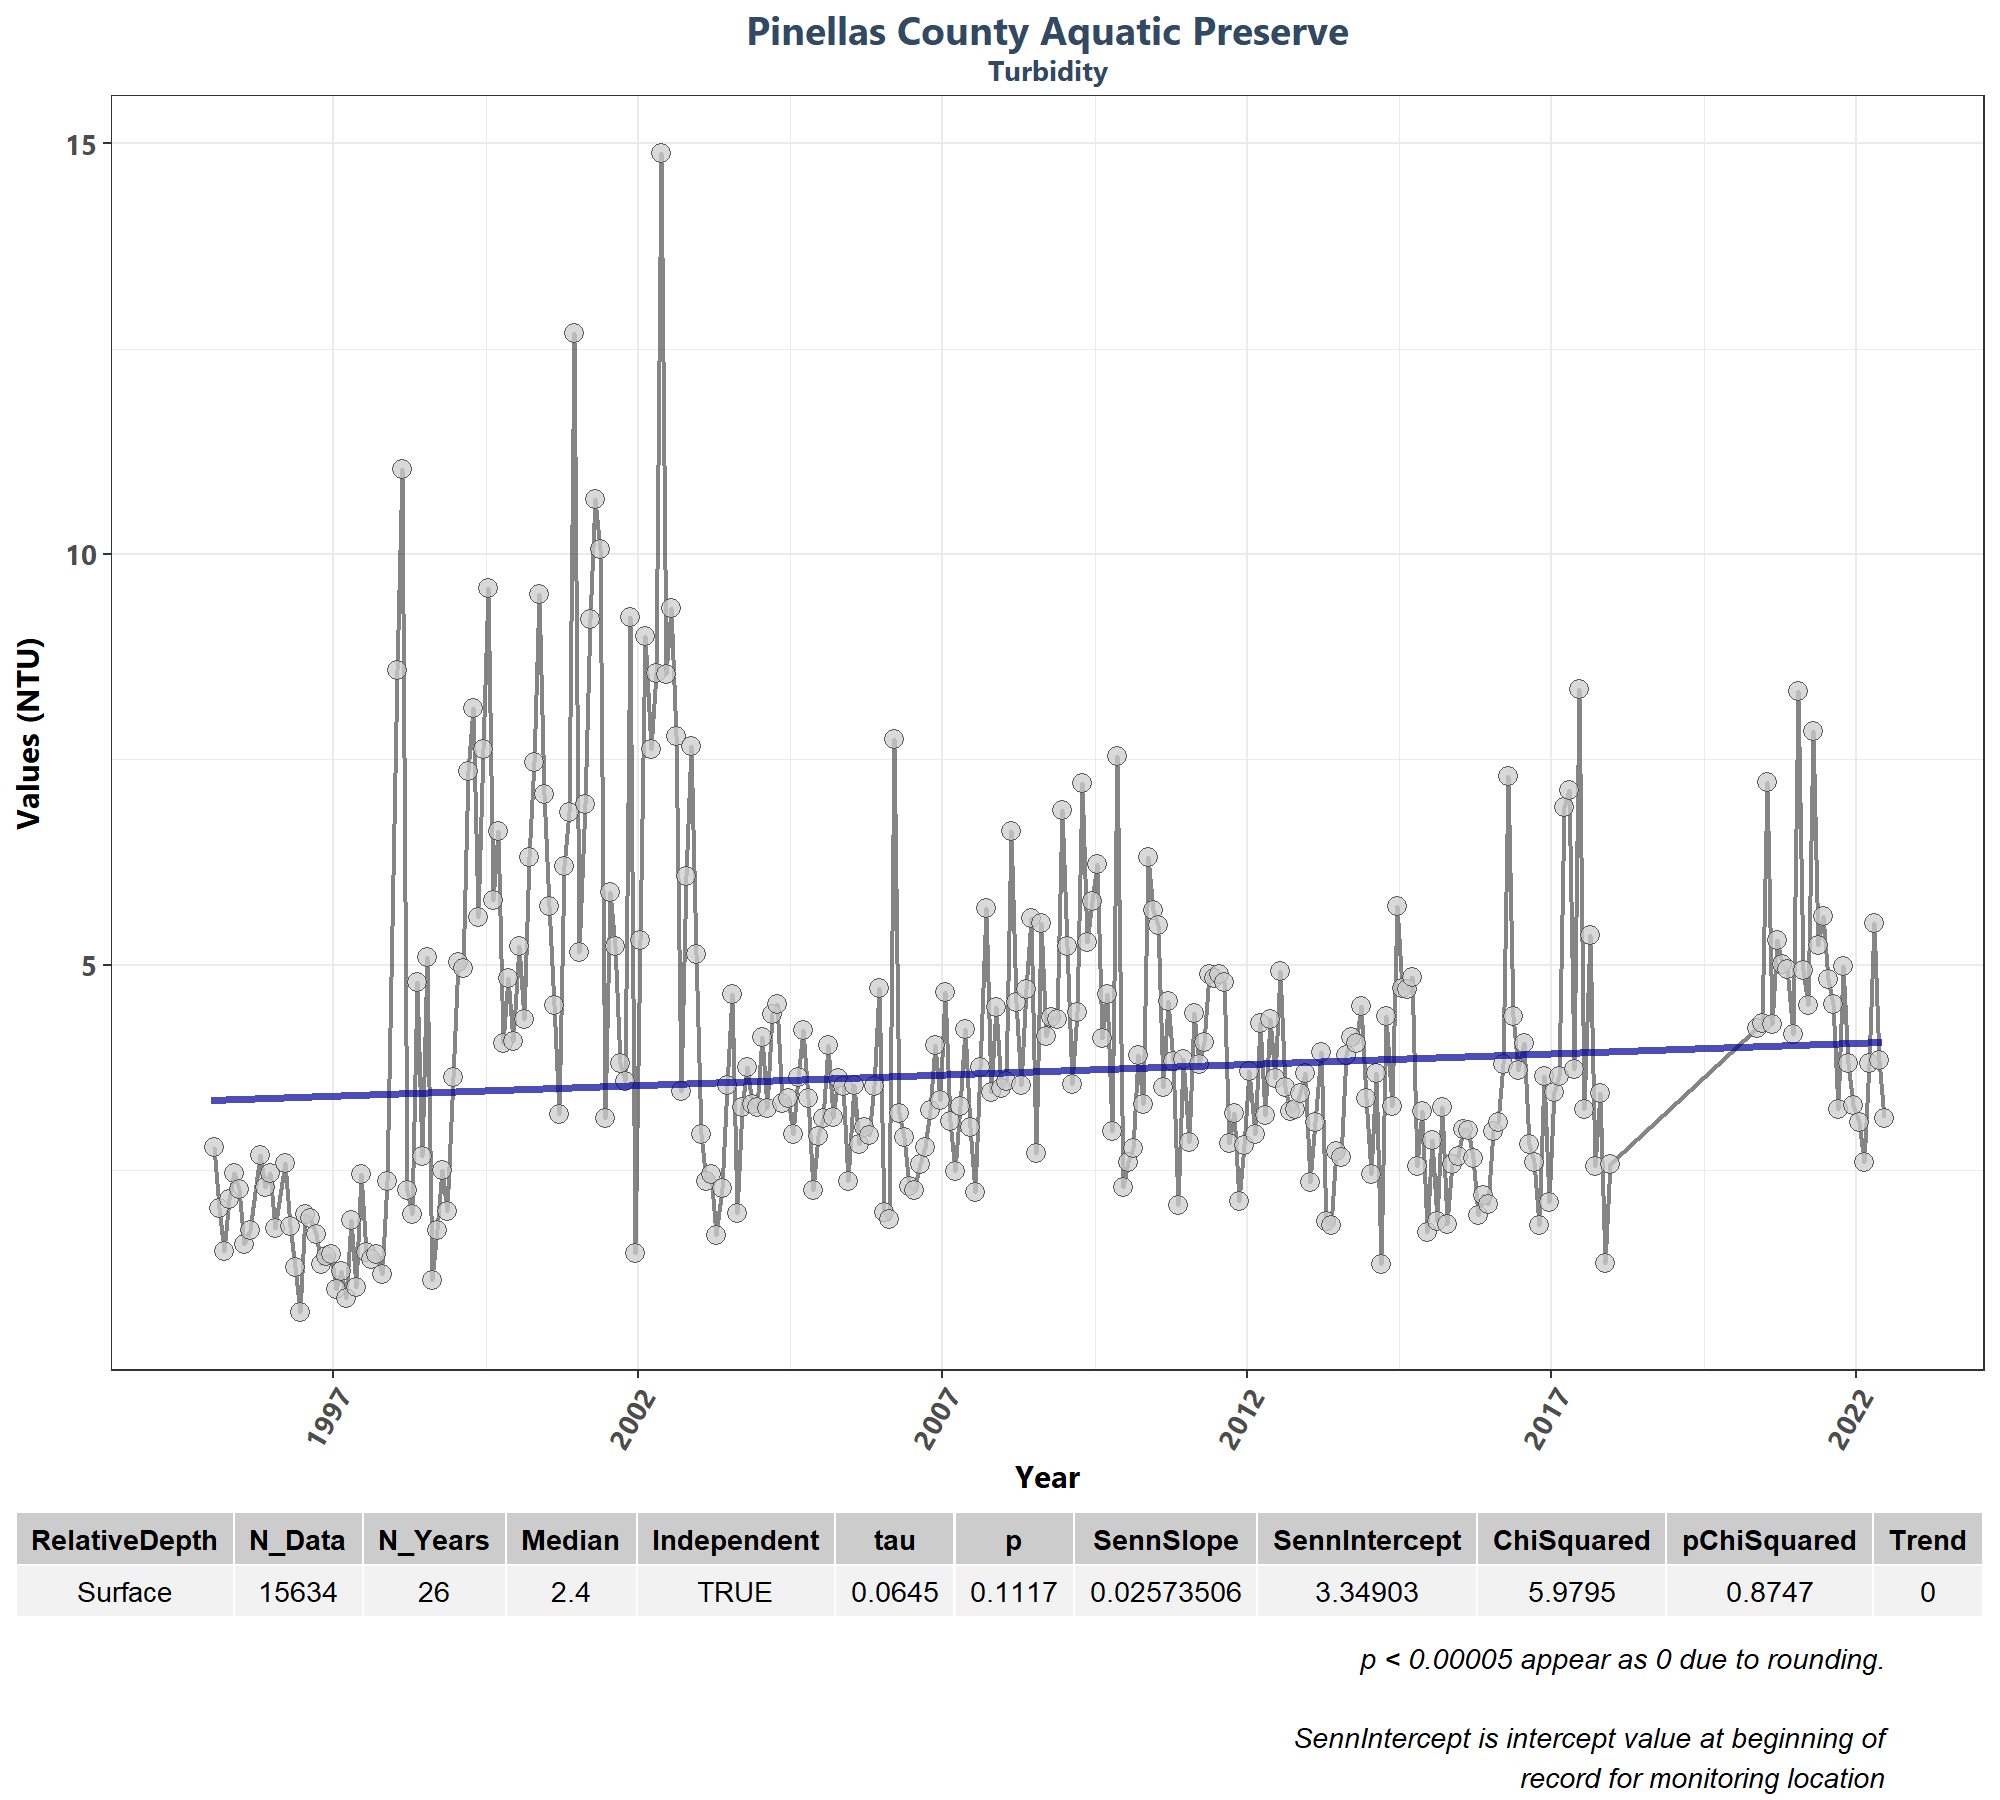 Pinellas County Aquatic Preserve
Turbidity
15
10
5
Values (NTU)
1997
2002
2007
2012
2017
2022
Year
RelativeDepth N_Data N_Years Median Independent tau p SennSlope SennIntercept ChiSquared pChiSquared Trend
Surface 15634 26 2.4 TRUE 0.0645 0.1117 0.02573506 3.34903 5.9795 0.8747 0
p < 0.00005 appear as 0 due to rounding.
SennIntercept is intercept value at beginning of
record for monitoring location